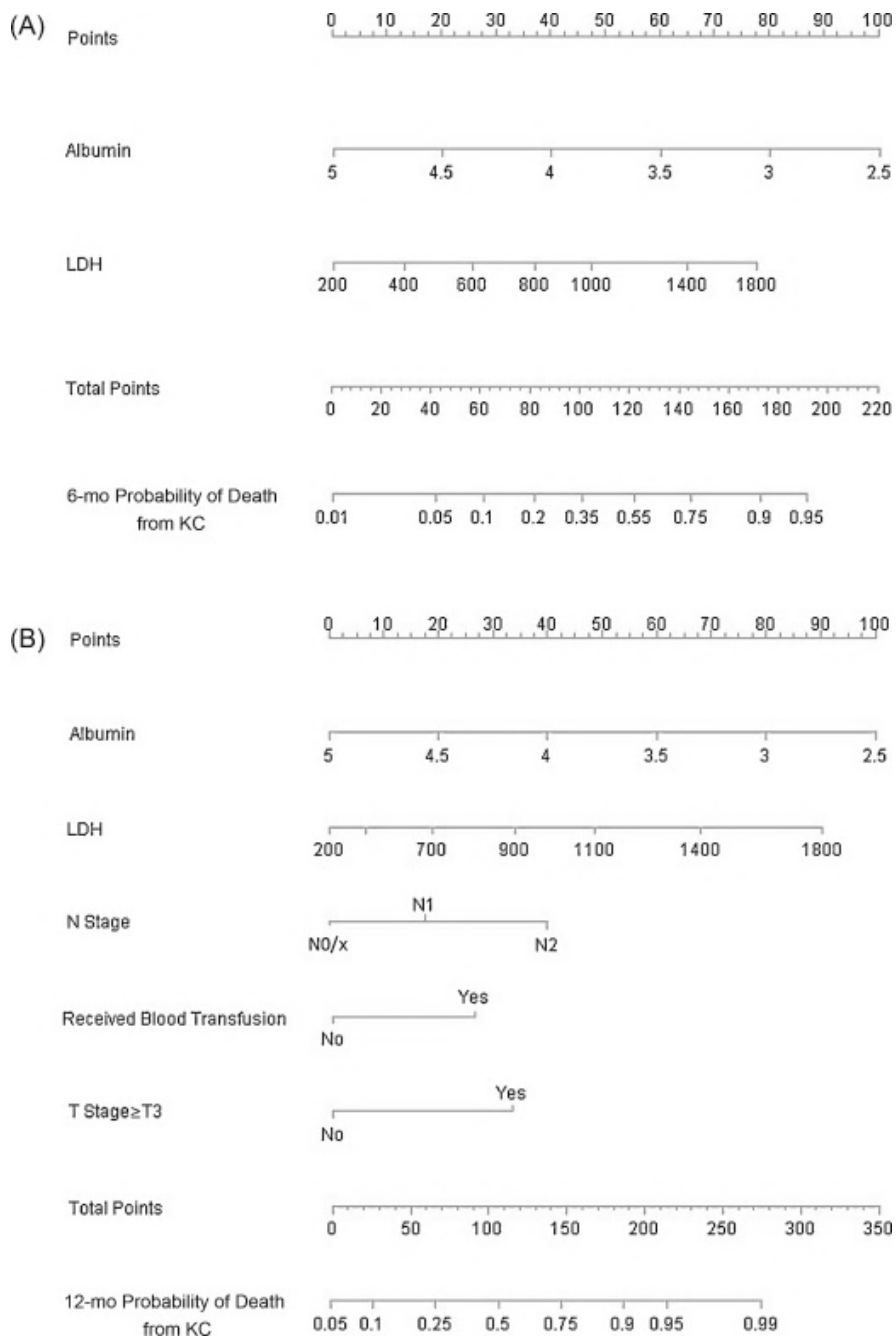 (A)
Points 0 10 20 30 40 50 60 70 80 90 100
Albumin
5 4.5 4 3.5 3 2.5
LDH
200 400 600 800 1000 1400 1800
Total Points
0 20 40 60 80 100 120 140 160 180 200 220
6-mo Probability of Death
from KC
0.01 0.05 0.1 0.2 0.35 0.55 0.75 0.9 0.95
(B)
Points 0 10 20 30 40 50 60 70 80 90 100
Albumin
5 4.5 4 3.5 3 2.5
LDH
200 700 900 1100 1400 1800
N1
N Stage
N0/x N2
Yes
Received Blood Transfusion
No
Yes
T Stage≥T3
No
Total Points
0 50 100 150 200 250 300 350
12-mo Probability of Death
from KC
0.05 0.1 0.25 0.5 0.75 0.9 0.95 0.99